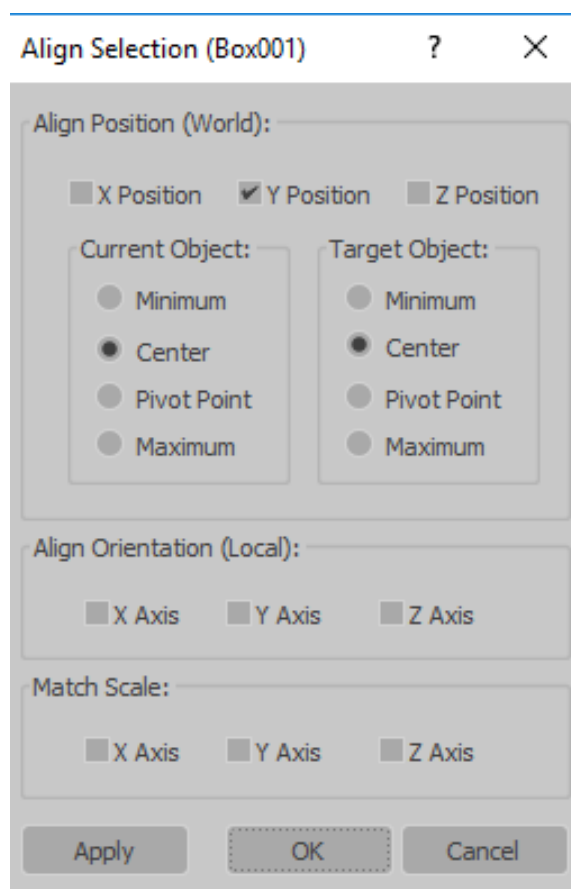 Align Selection (Box001) ? ×
Align Position (World):
X Position Y Position Z Position
Current Object: Target Object:
Minimum Minimum
Center Center
Pivot Point Pivot Point
Maximum Maximum
Align Orientation (Local):
X Axis Y Axis Z Axis
Match Scale:
X Axis Y Axis Z Axis
Apply OK Cancel